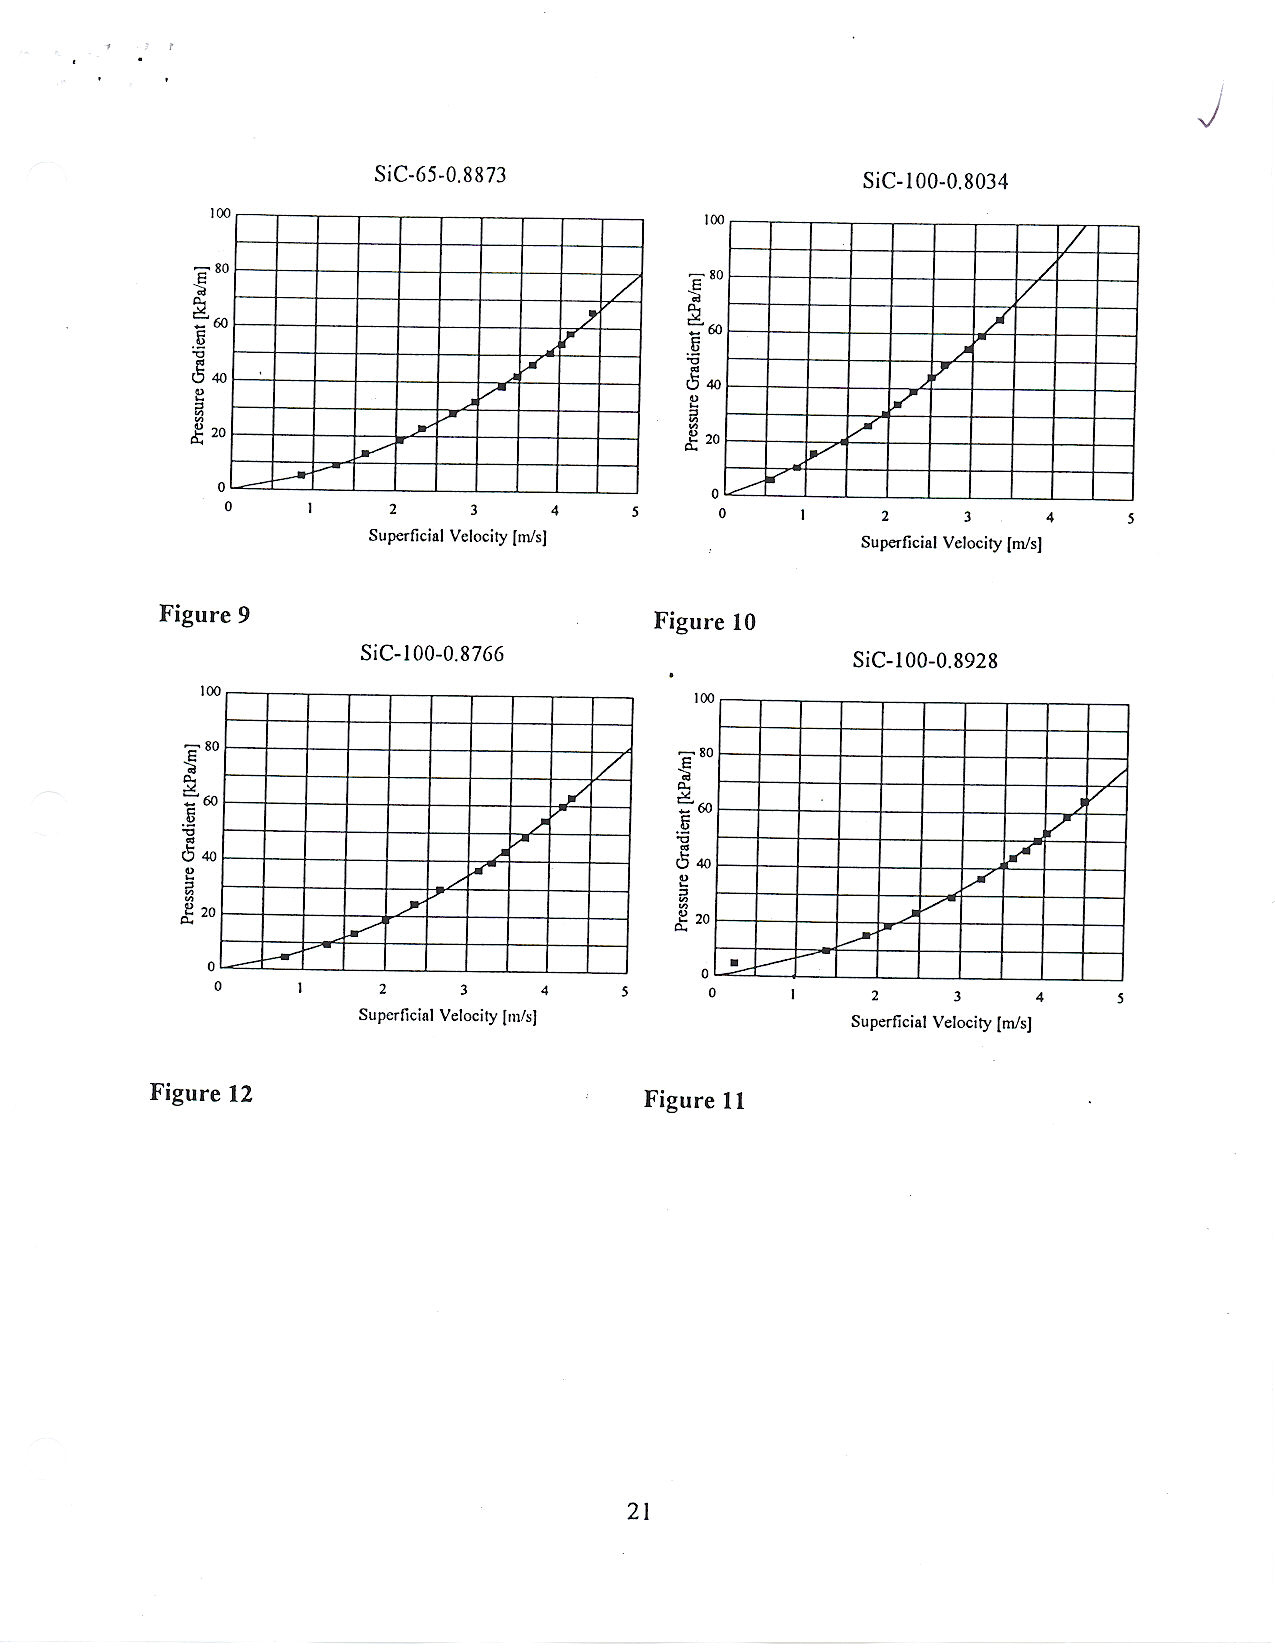 SiC-65-0.8873
100
80
60
40
20
0
Pressure Gradient [kPa/m]
0 1 2 3 4 5
Superficial Velocity [m/s]
Figure 9
SiC-100-0.8034
100
80
60
40
20
0
Pressure Gradient [kPa/m]
0 1 2 3 4 5
Superficial Velocity [m/s]
Figure 10
SiC-100-0.8766
100
80
60
40
20
0
Pressure Gradient [kPa/m]
0 1 2 3 4 5
Superficial Velocity [m/s]
Figure 12
SiC-100-0.8928
100
80
60
40
20
0
Pressure Gradient [kPa/m]
0 1 2 3 4 5
Superficial Velocity [m/s]
Figure 11
21